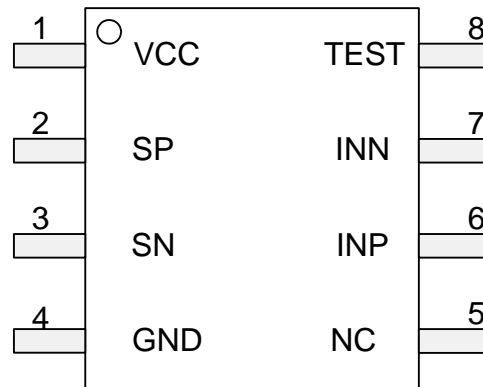 1 VCC TEST 8
2 SP INN 7
3 SN INP 6
4 GND NC 5